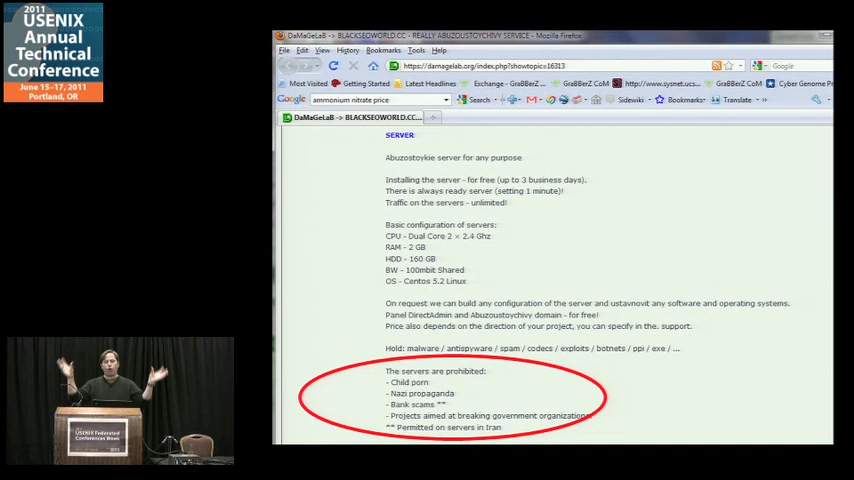 2011
USENIX
Annual
Technical
Conference
June 15–17, 2011
Portland, OR
DaMaGeLaB -> BLACKSEOWORLD.CC - REALLY ABUZOUSTOYCHIVY SERVICE - Mozilla Firefox
File Edit View History Bookmarks Tools Help
https://damagelab.org/index.php?showtopic=16313
Google
Most Visited Getting Started Latest Headlines Exchange - GraBBerZ CoM GraBBerZ CoM http://www.sysnet.ucs... GraBBerZ CoM Cyber Genome Pro
Google ammonium nitrate price Search Sidewiki Bookmarks Translate
DaMaGeLaB -> BLACKSEOWORLD.CC...
SERVER
Abuzostoykie server for any purpose
Installing the server - for free (up to 3 business days).
There is always ready server (setting 1 minute)!
Traffic on the servers - unlimited!
Basic configuration of servers:
CPU - Dual Core 2 × 2.4 Ghz
RAM - 2 GB
HDD - 160 GB
BW - 100mbit Shared
OS - Centos 5.2 Linux
On request we can build any configuration of the server and ustavnovit any software and operating systems.
Panel DirectAdmin and Abuzoustoychivy domain - for free!
Price also depends on the direction of your project, you can specify in the. support.
Hold: malware / antispyware / spam / codecs / exploits / botnets / ppi / exe / ...
The servers are prohibited:
- Child porn
- Nazi propaganda
- Bank scams **
- Projects aimed at breaking government organizations
** Permitted on servers in Iran
USENIX Federated
Conferences Week
2011